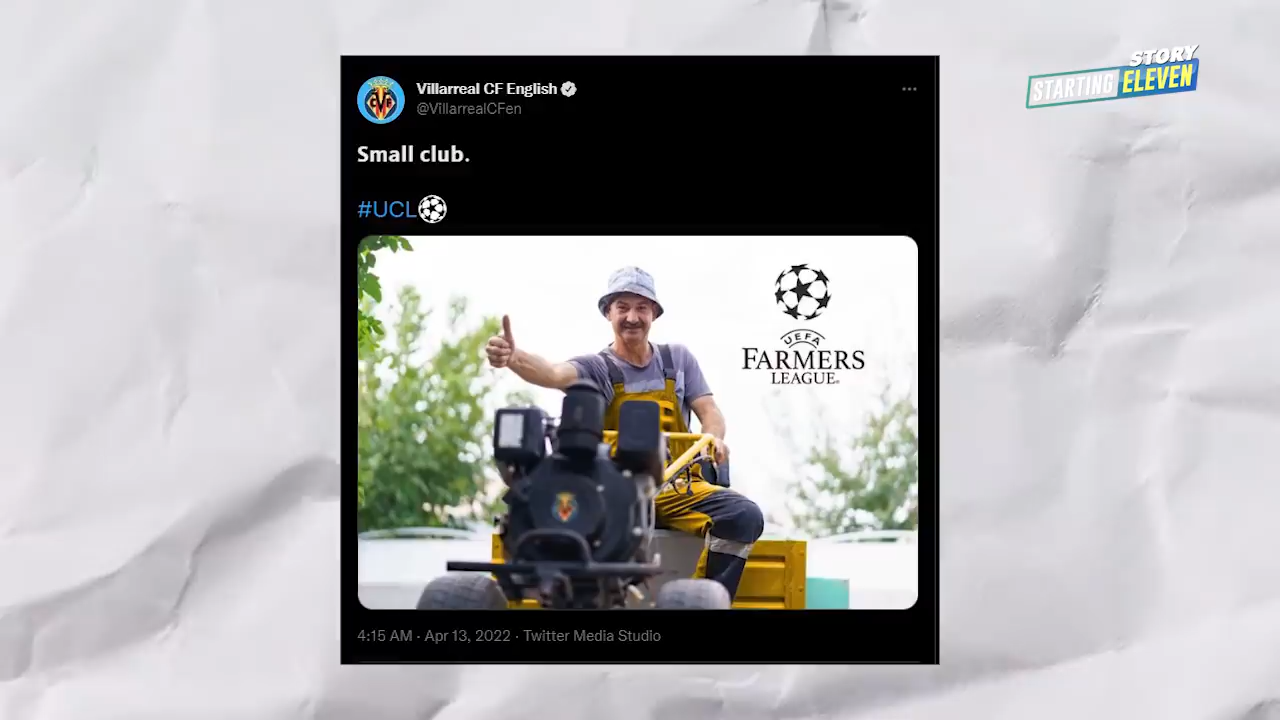 STORY
STARTING ELEVEN
Villarreal CF English
@VillarrealCFen
Small club.
#UCL
UEFA
FARMERS
LEAGUE
4:15 AM · Apr 13, 2022 · Twitter Media Studio